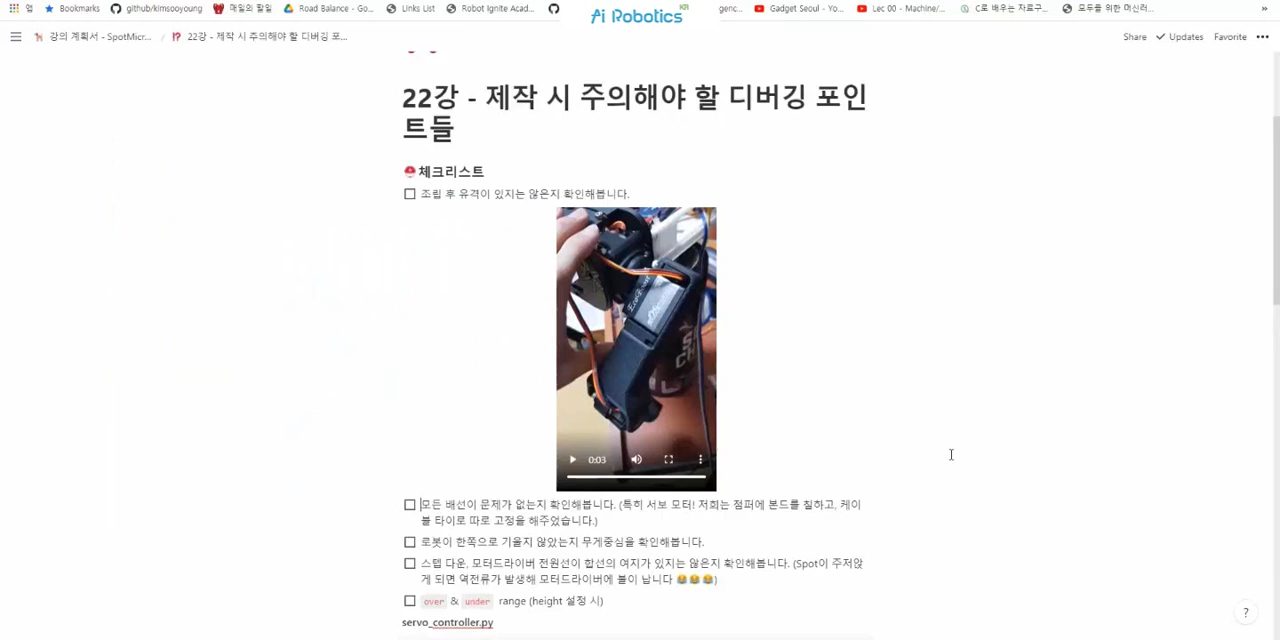 앱
Bookmarks
github/kimsooyoung
매일의 할일
Road Balance - Go...
Links List
Robot Ignite Acad...
Ai Robotics KR
genc...
Gadget Seoul - Yo...
Lec 00 - Machine/...
C로 배우는 자료구...
모두를 위한 머신러...
»
강의 계획서 - SpotMicr... / 22강 - 제작 시 주의해야 할 디버깅 포...
Share Updates Favorite
22강 - 제작 시 주의해야 할 디버깅 포인
트들
체크리스트
조립 후 유격이 있지는 않은지 확인해봅니다.
0:03
모든 배선이 문제가 없는지 확인해봅니다. (특히 서보 모터! 저희는 점퍼에 본드를 칠하고, 케이
블 타이로 따로 고정을 해주었습니다.)
로봇이 한쪽으로 기울지 않았는지 무게중심을 확인해봅니다.
스텝 다운, 모터드라이버 전원선이 합선의 여지가 있지는 않은지 확인해봅니다. (Spot이 주저앉
게 되면 역전류가 발생해 모터드라이버에 불이 납니다 😂😂😂)
over & under range (height 설정 시)
servo_controller.py
?